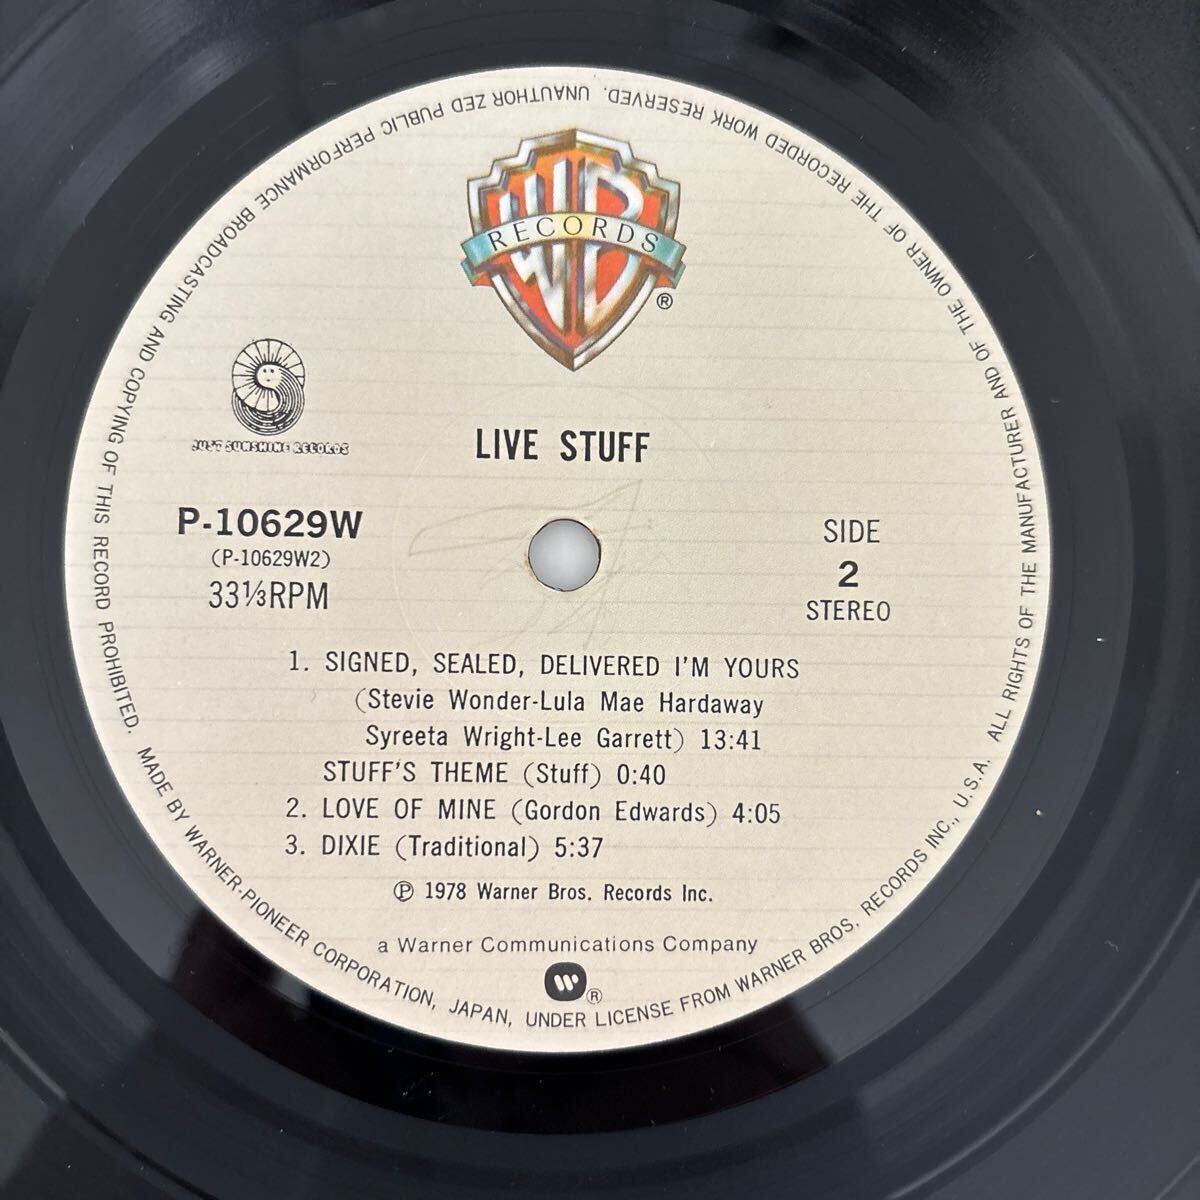 WB
RECORDS
®
JUST SUNSHINE RECORDS
LIVE STUFF
P-10629W
(P-10629W2)
33⅓RPM
SIDE
2
STEREO
1. SIGNED, SEALED, DELIVERED I'M YOURS
(Stevie Wonder-Lula Mae Hardaway
Syreeta Wright-Lee Garrett) 13:41
STUFF'S THEME (Stuff) 0:40
2. LOVE OF MINE (Gordon Edwards) 4:05
3. DIXIE (Traditional) 5:37
Ⓟ 1978 Warner Bros. Records Inc.
a Warner Communications Company
®
MADE BY WARNER-PIONEER CORPORATION, JAPAN, UNDER LICENSE FROM WARNER BROS. RECORDS INC., U.S.A. ALL RIGHTS OF THE MANUFACTURER AND OF THE OWNER OF THE RECORDED WORK RESERVED. UNAUTHOR ZED PUBLIC PERFORMANCE BROADCASTING AND COPYING OF THIS RECORD PROHIBITED.